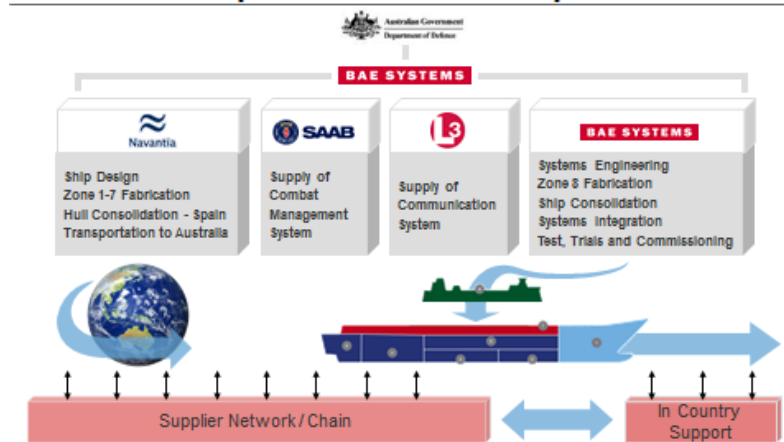 Australian Government
Department of Defence
BAE SYSTEMS
Navantia
Ship Design
Zone 1-7 Fabrication
Hull Consolidation - Spain
Transportation to Australia
SAAB
Supply of
Combat
Management
System
L3
Supply of
Communication
System
BAE SYSTEMS
Systems Engineering
Zone 8 Fabrication
Ship Consolidation
Systems Integration
Test, Trials and Commissioning
Supplier Network / Chain
In Country
Support